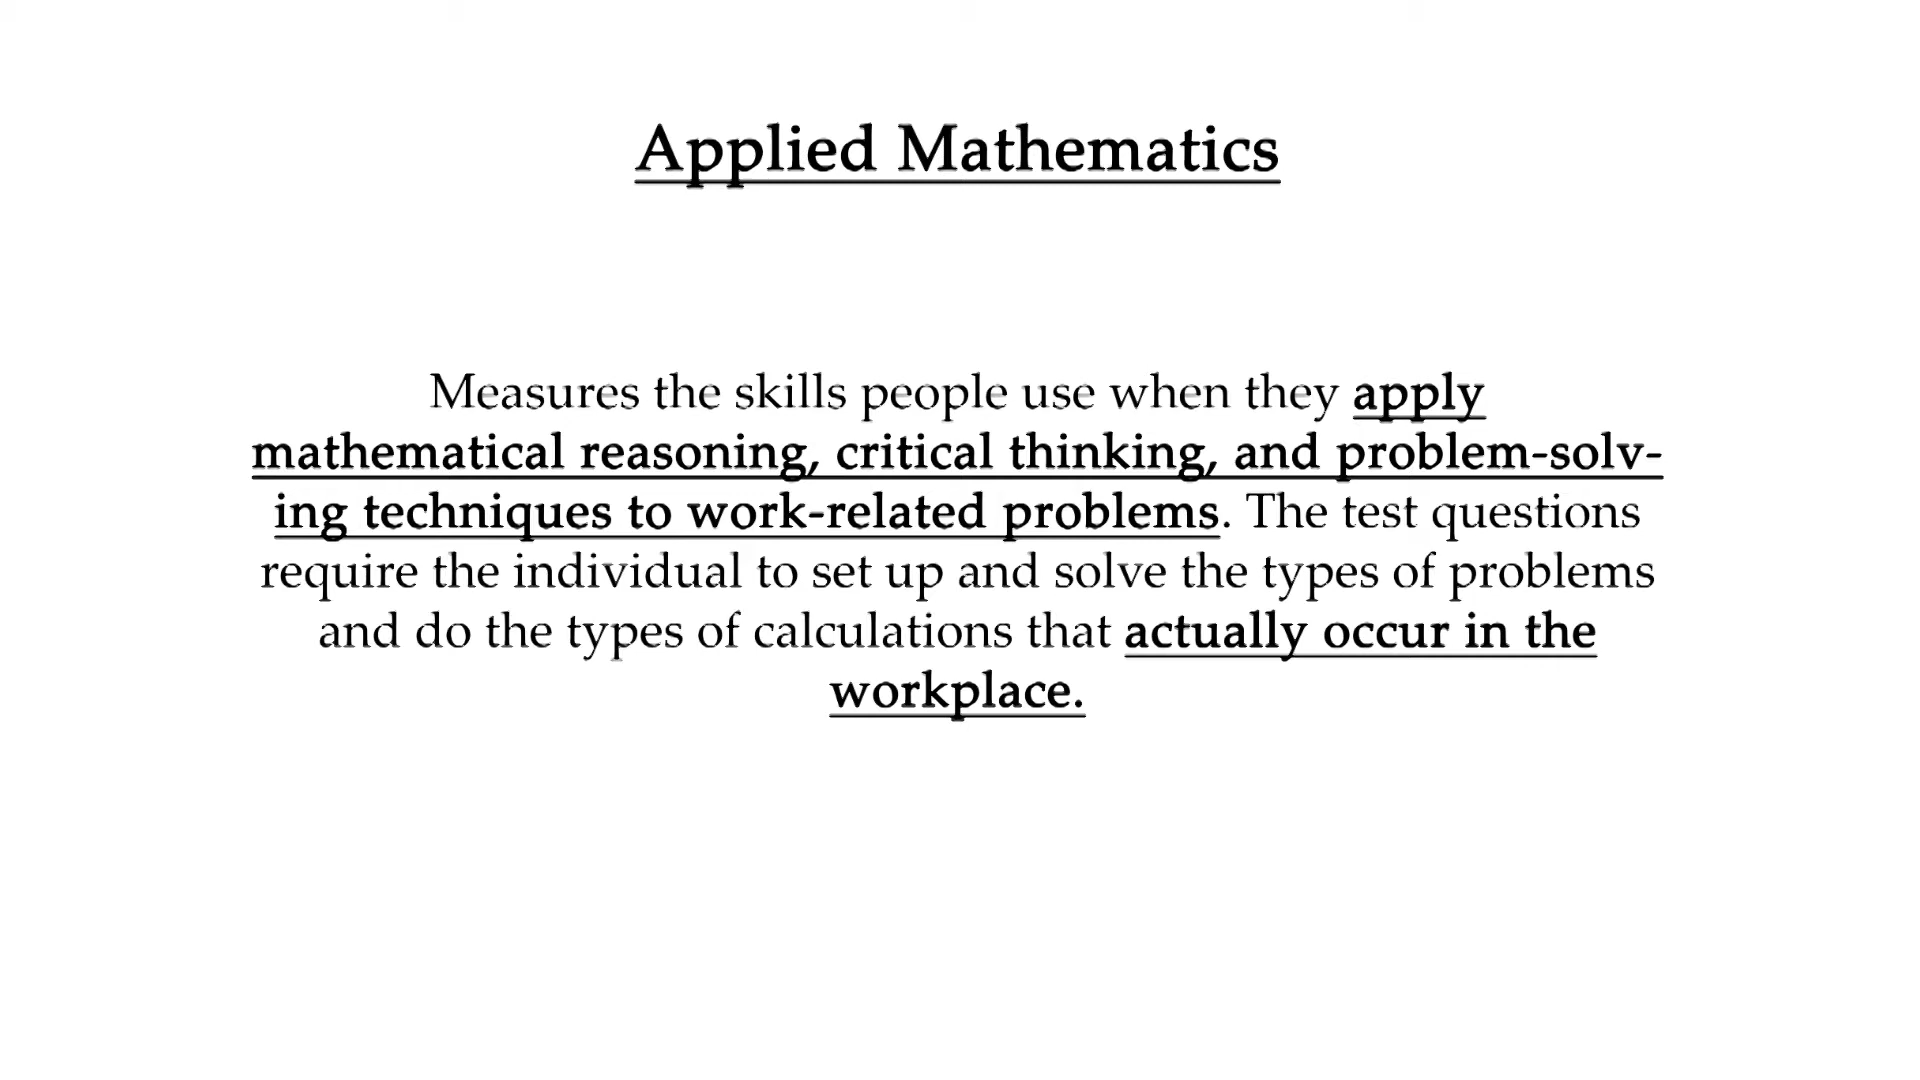 Applied Mathematics
Measures the skills people use when they apply
mathematical reasoning, critical thinking, and problem-solv-
ing techniques to work-related problems. The test questions
require the individual to set up and solve the types of problems
and do the types of calculations that actually occur in the
workplace.